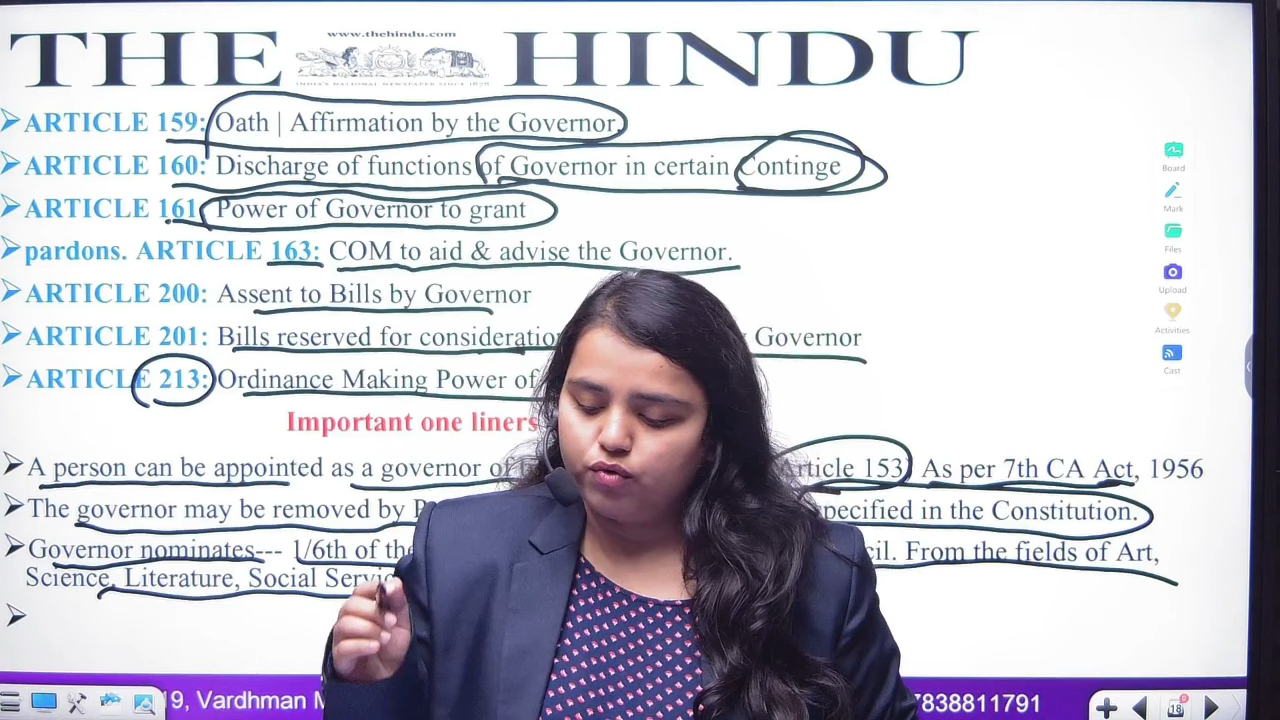 THE HINDU
www.thehindu.com
INDIA'S NATIONAL NEWSPAPER SINCE 1878
ARTICLE 159: Oath | Affirmation by the Governor.
ARTICLE 160: Discharge of functions of Governor in certain Continge
ARTICLE 161 Power of Governor to grant
pardons. ARTICLE 163: COM to aid & advise the Governor.
ARTICLE 200: Assent to Bills by Governor
ARTICLE 201: Bills reserved for consideratio Governor
ARTICLE 213: Ordinance Making Power of
Important one liners
A person can be appointed as a governor of Article 153 As per 7th CA Act, 1956
The governor may be removed by pecified in the Constitution.
Governor nominates--- 1/6th of the cil. From the fields of Art,
Science, Literature, Social Servic
19, Vardhman 7838811791
Board
Mark
Files
Upload
Activities
Cast
18